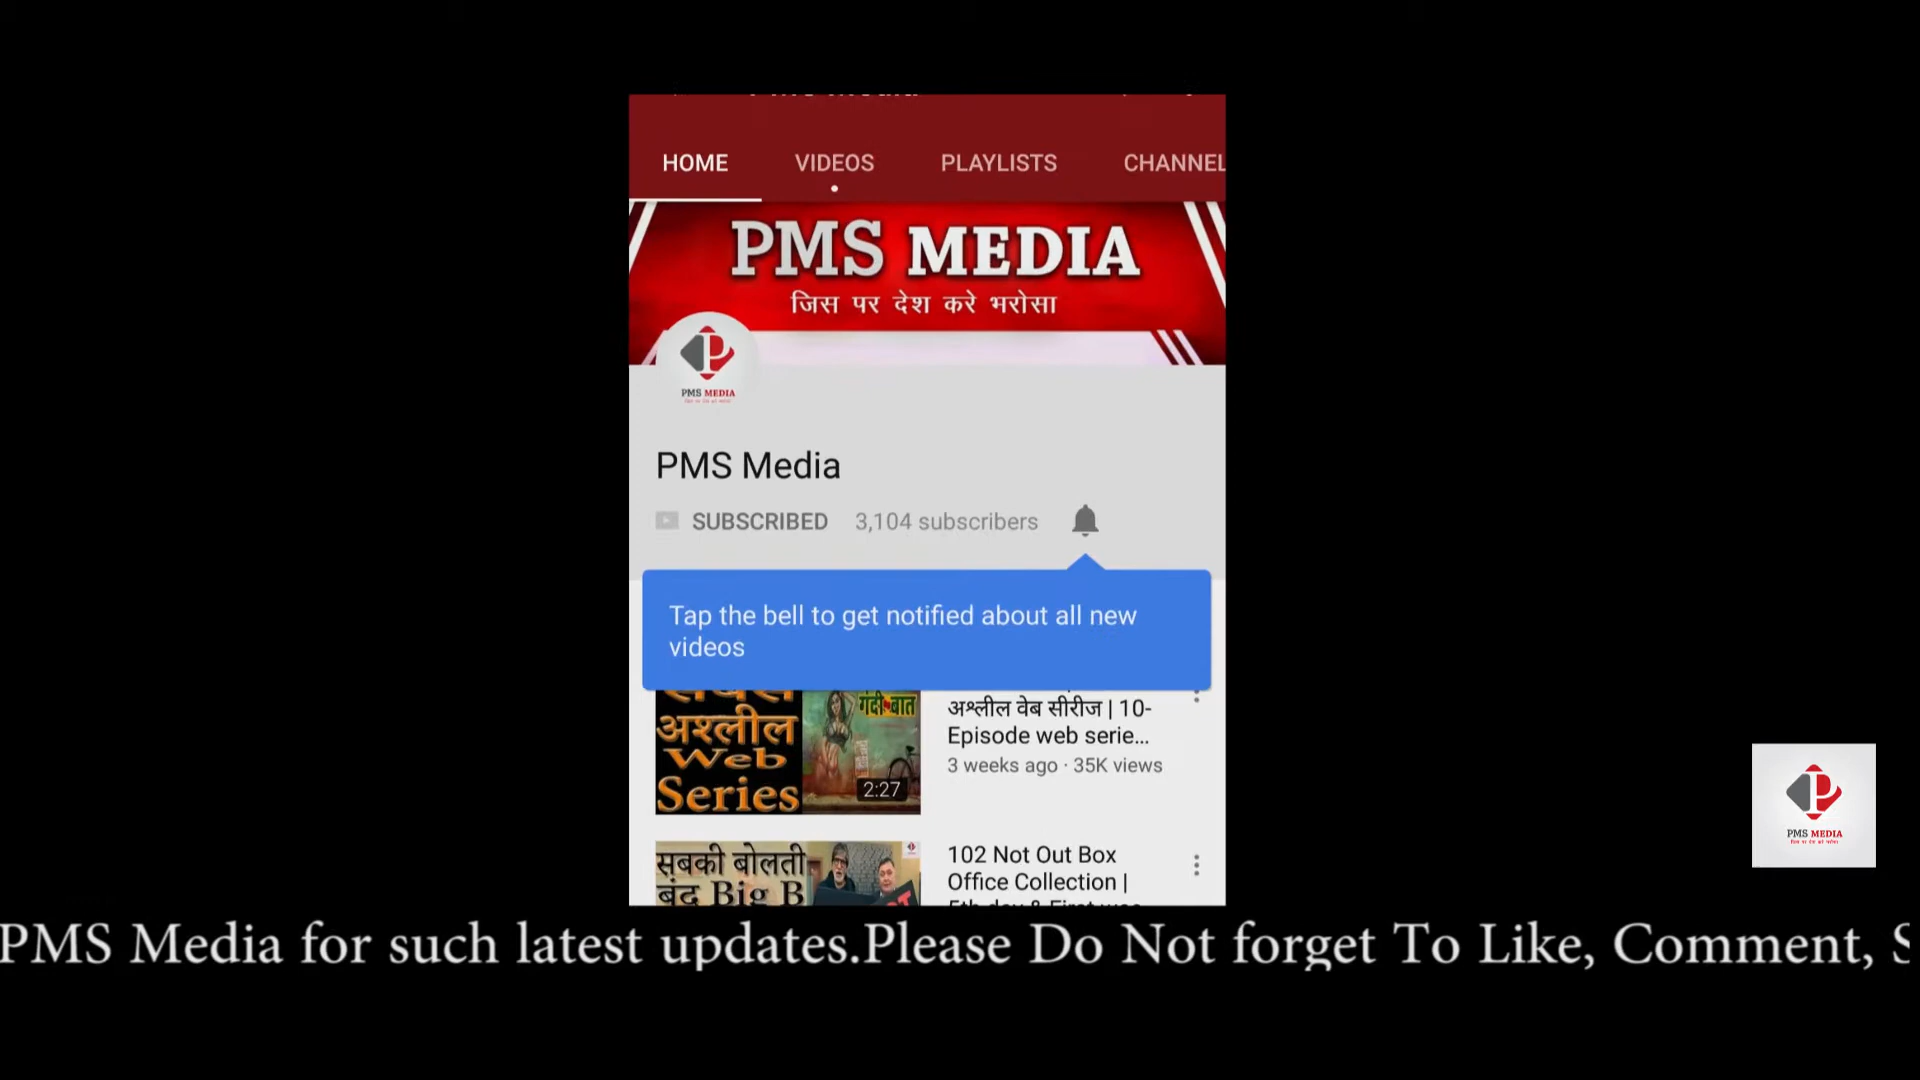 HOME VIDEOS PLAYLISTS CHANNEL
PMS MEDIA
जिस पर देश करे भरोसा
PMS MEDIA
PMS Media
SUBSCRIBED 3,104 subscribers
Tap the bell to get notified about all new
videos
अश्लील
Web
Series
गंदी बात
2:27
अश्लील वेब सीरीज | 10-
Episode web serie...
3 weeks ago · 35K views
सबकी बोलती
बंद Big B
102 Not Out Box
Office Collection |
PMS MEDIA
PMS Media for such latest updates.Please Do Not forget To Like, Comment, S